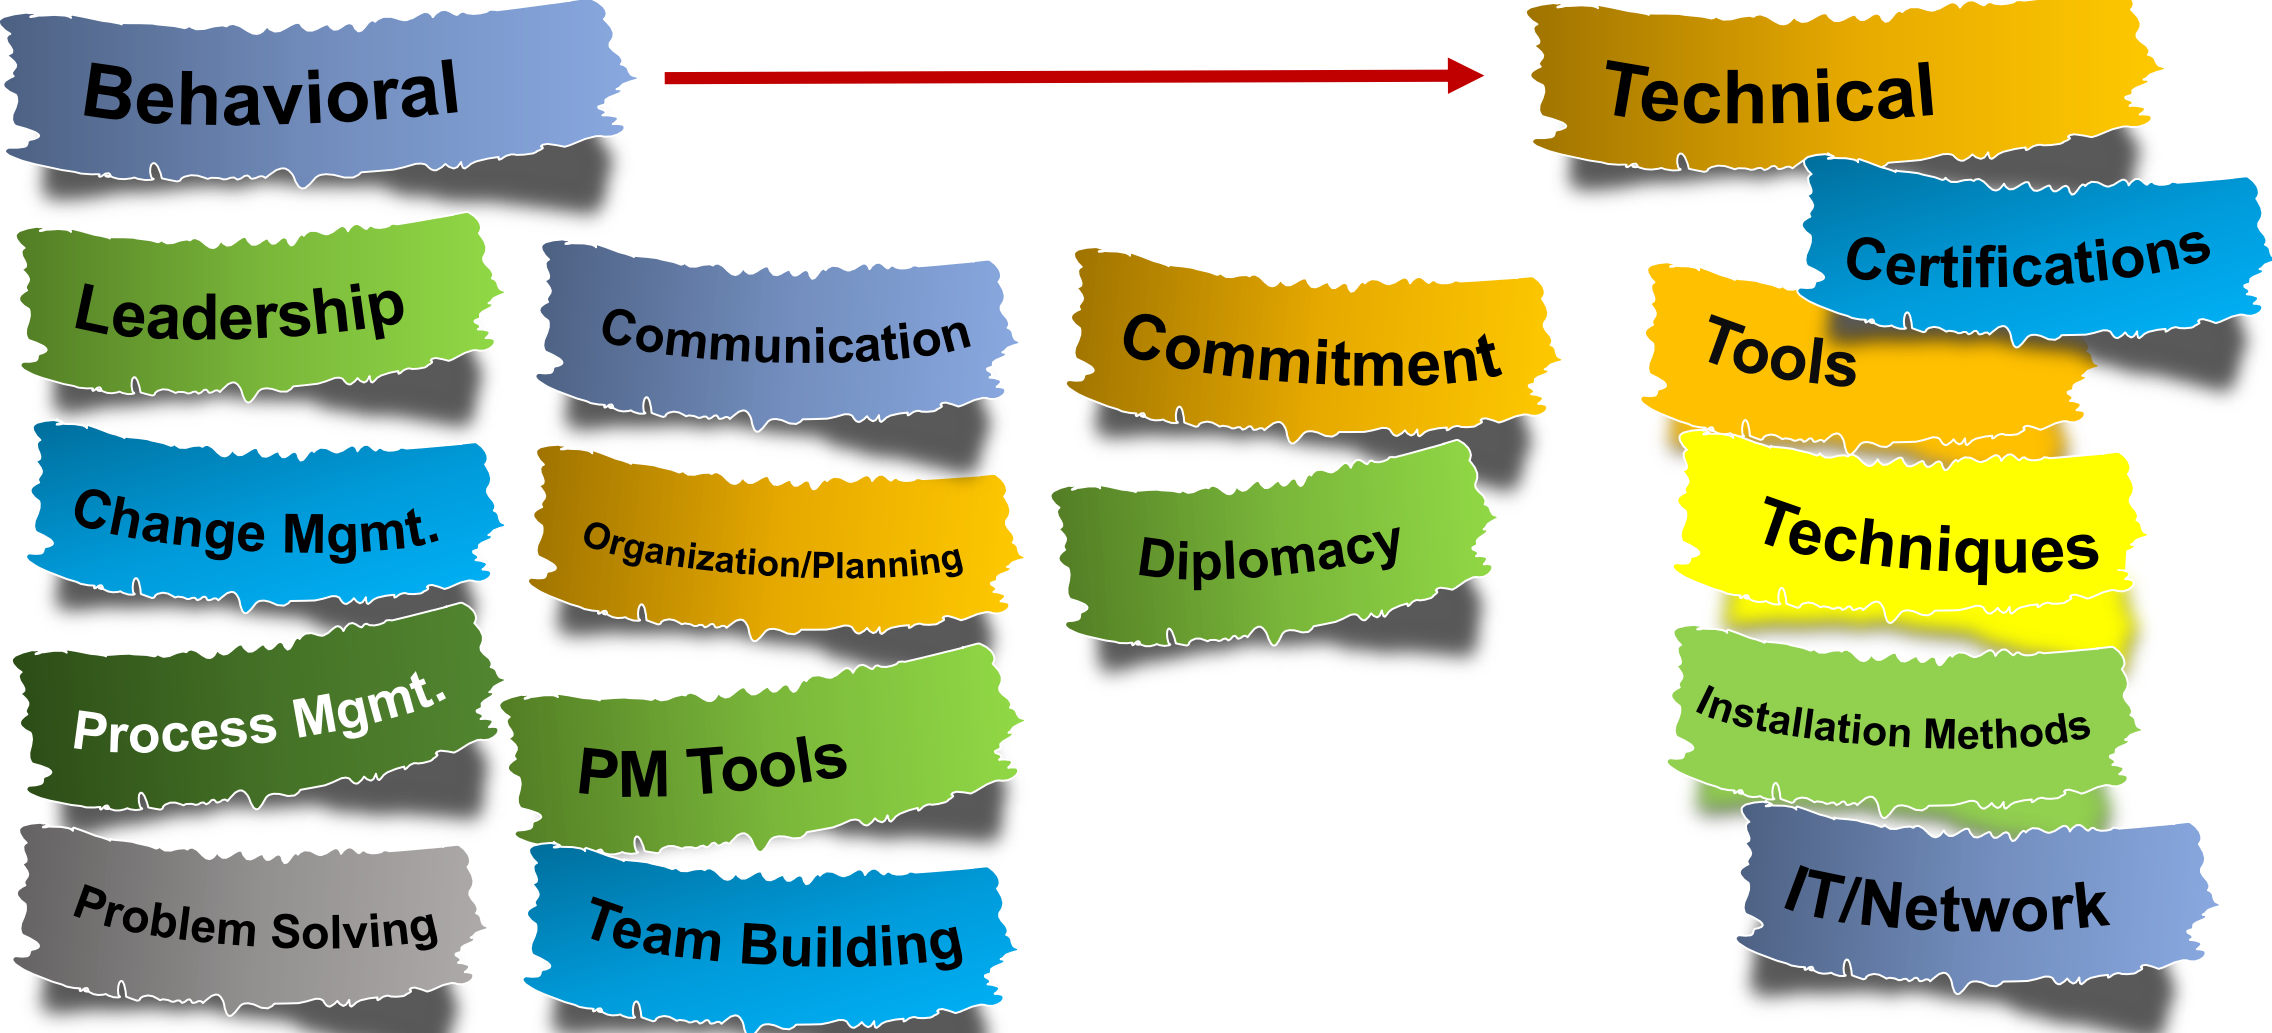 Behavioral
Technical
Certifications
Leadership
Communication
Commitment
Tools
Change Mgmt.
Organization/Planning
Diplomacy
Techniques
Process Mgmt.
PM Tools
Installation Methods
Problem Solving
Team Building
IT/Network